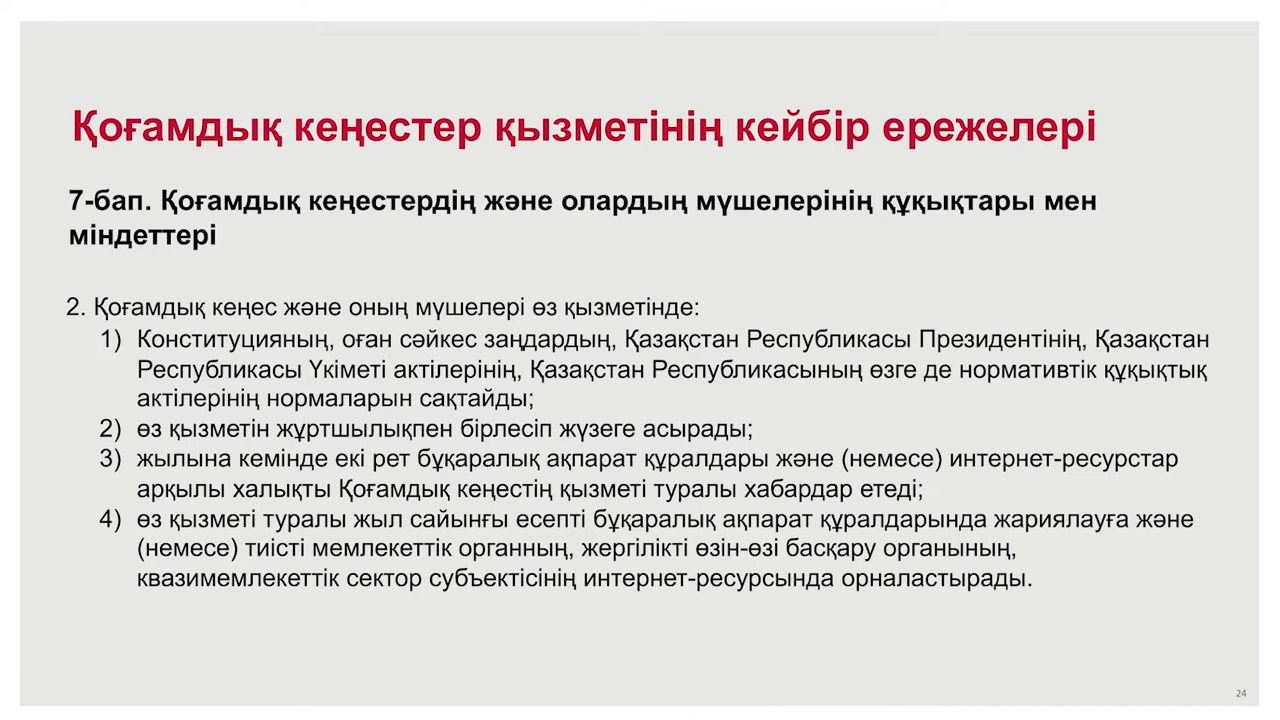 Қоғамдық кеңестер қызметінің кейбір ережелері
7-бап. Қоғамдық кеңестердің және олардың мүшелерінің құқықтары мен
міндеттері
2. Қоғамдық кеңес және оның мүшелері өз қызметінде:
1) Конституцияның, оған сәйкес заңдардың, Қазақстан Республикасы Президентінің, Қазақстан
Республикасы Үкіметі актілерінің, Қазақстан Республикасының өзге де нормативтік құқықтық
актілерінің нормаларын сақтайды;
2) өз қызметін жұртшылықпен бірлесіп жүзеге асырады;
3) жылына кемінде екі рет бұқаралық ақпарат құралдары және (немесе) интернет-ресурстар
арқылы халықты Қоғамдық кеңестің қызметі туралы хабардар етеді;
4) өз қызметі туралы жыл сайынғы есепті бұқаралық ақпарат құралдарында жариялауға және
(немесе) тиісті мемлекеттік органның, жергілікті өзін-өзі басқару органының,
квазимемлекеттік сектор субъектісінің интернет-ресурсында орналастырады.
24